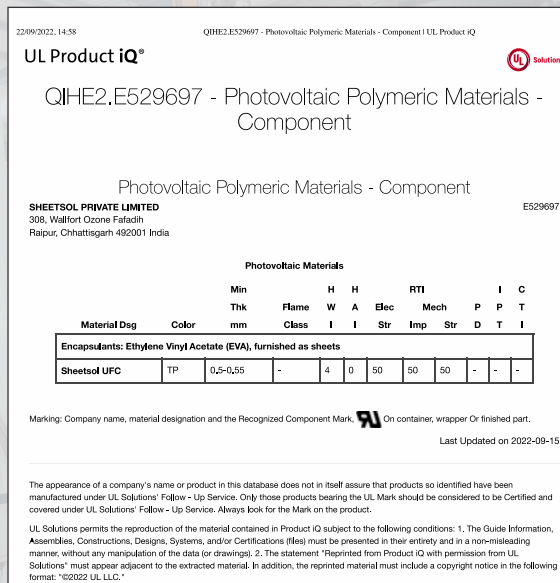 22/09/2022, 14:58 QIHE2.E529697 - Photovoltaic Polymeric Materials - Component | UL Product iQ
UL Product iQ®
UL Solutions
QIHE2.E529697 - Photovoltaic Polymeric Materials -
Component
Photovoltaic Polymeric Materials - Component
SHEETSOL PRIVATE LIMITED E529697
308, Wallfort Ozone Fafadih
Raipur, Chhattisgarh 492001 India
Photovoltaic Materials
Min H H RTI I C
Thk Flame W A Elec Mech P P T
Material Dsg Color mm Class I I Str Imp Str D T I
Encapsulants: Ethylene Vinyl Acetate (EVA), furnished as sheets
Sheetsol UFC TP 0.5-0.55 - 4 0 50 50 50 - - -
Marking: Company name, material designation and the Recognized Component Mark, RU On container, wrapper Or finished part.
Last Updated on 2022-09-15
The appearance of a company's name or product in this database does not in itself assure that products so identified have been
manufactured under UL Solutions' Follow - Up Service. Only those products bearing the UL Mark should be considered to be Certified and
covered under UL Solutions' Follow - Up Service. Always look for the Mark on the product.
UL Solutions permits the reproduction of the material contained in Product iQ subject to the following conditions: 1. The Guide Information,
Assemblies, Constructions, Designs, Systems, and/or Certifications (files) must be presented in their entirety and in a non-misleading
manner, without any manipulation of the data (or drawings). 2. The statement "Reprinted from Product iQ with permission from UL
Solutions" must appear adjacent to the extracted material. In addition, the reprinted material must include a copyright notice in the following
format: "©2022 UL LLC."